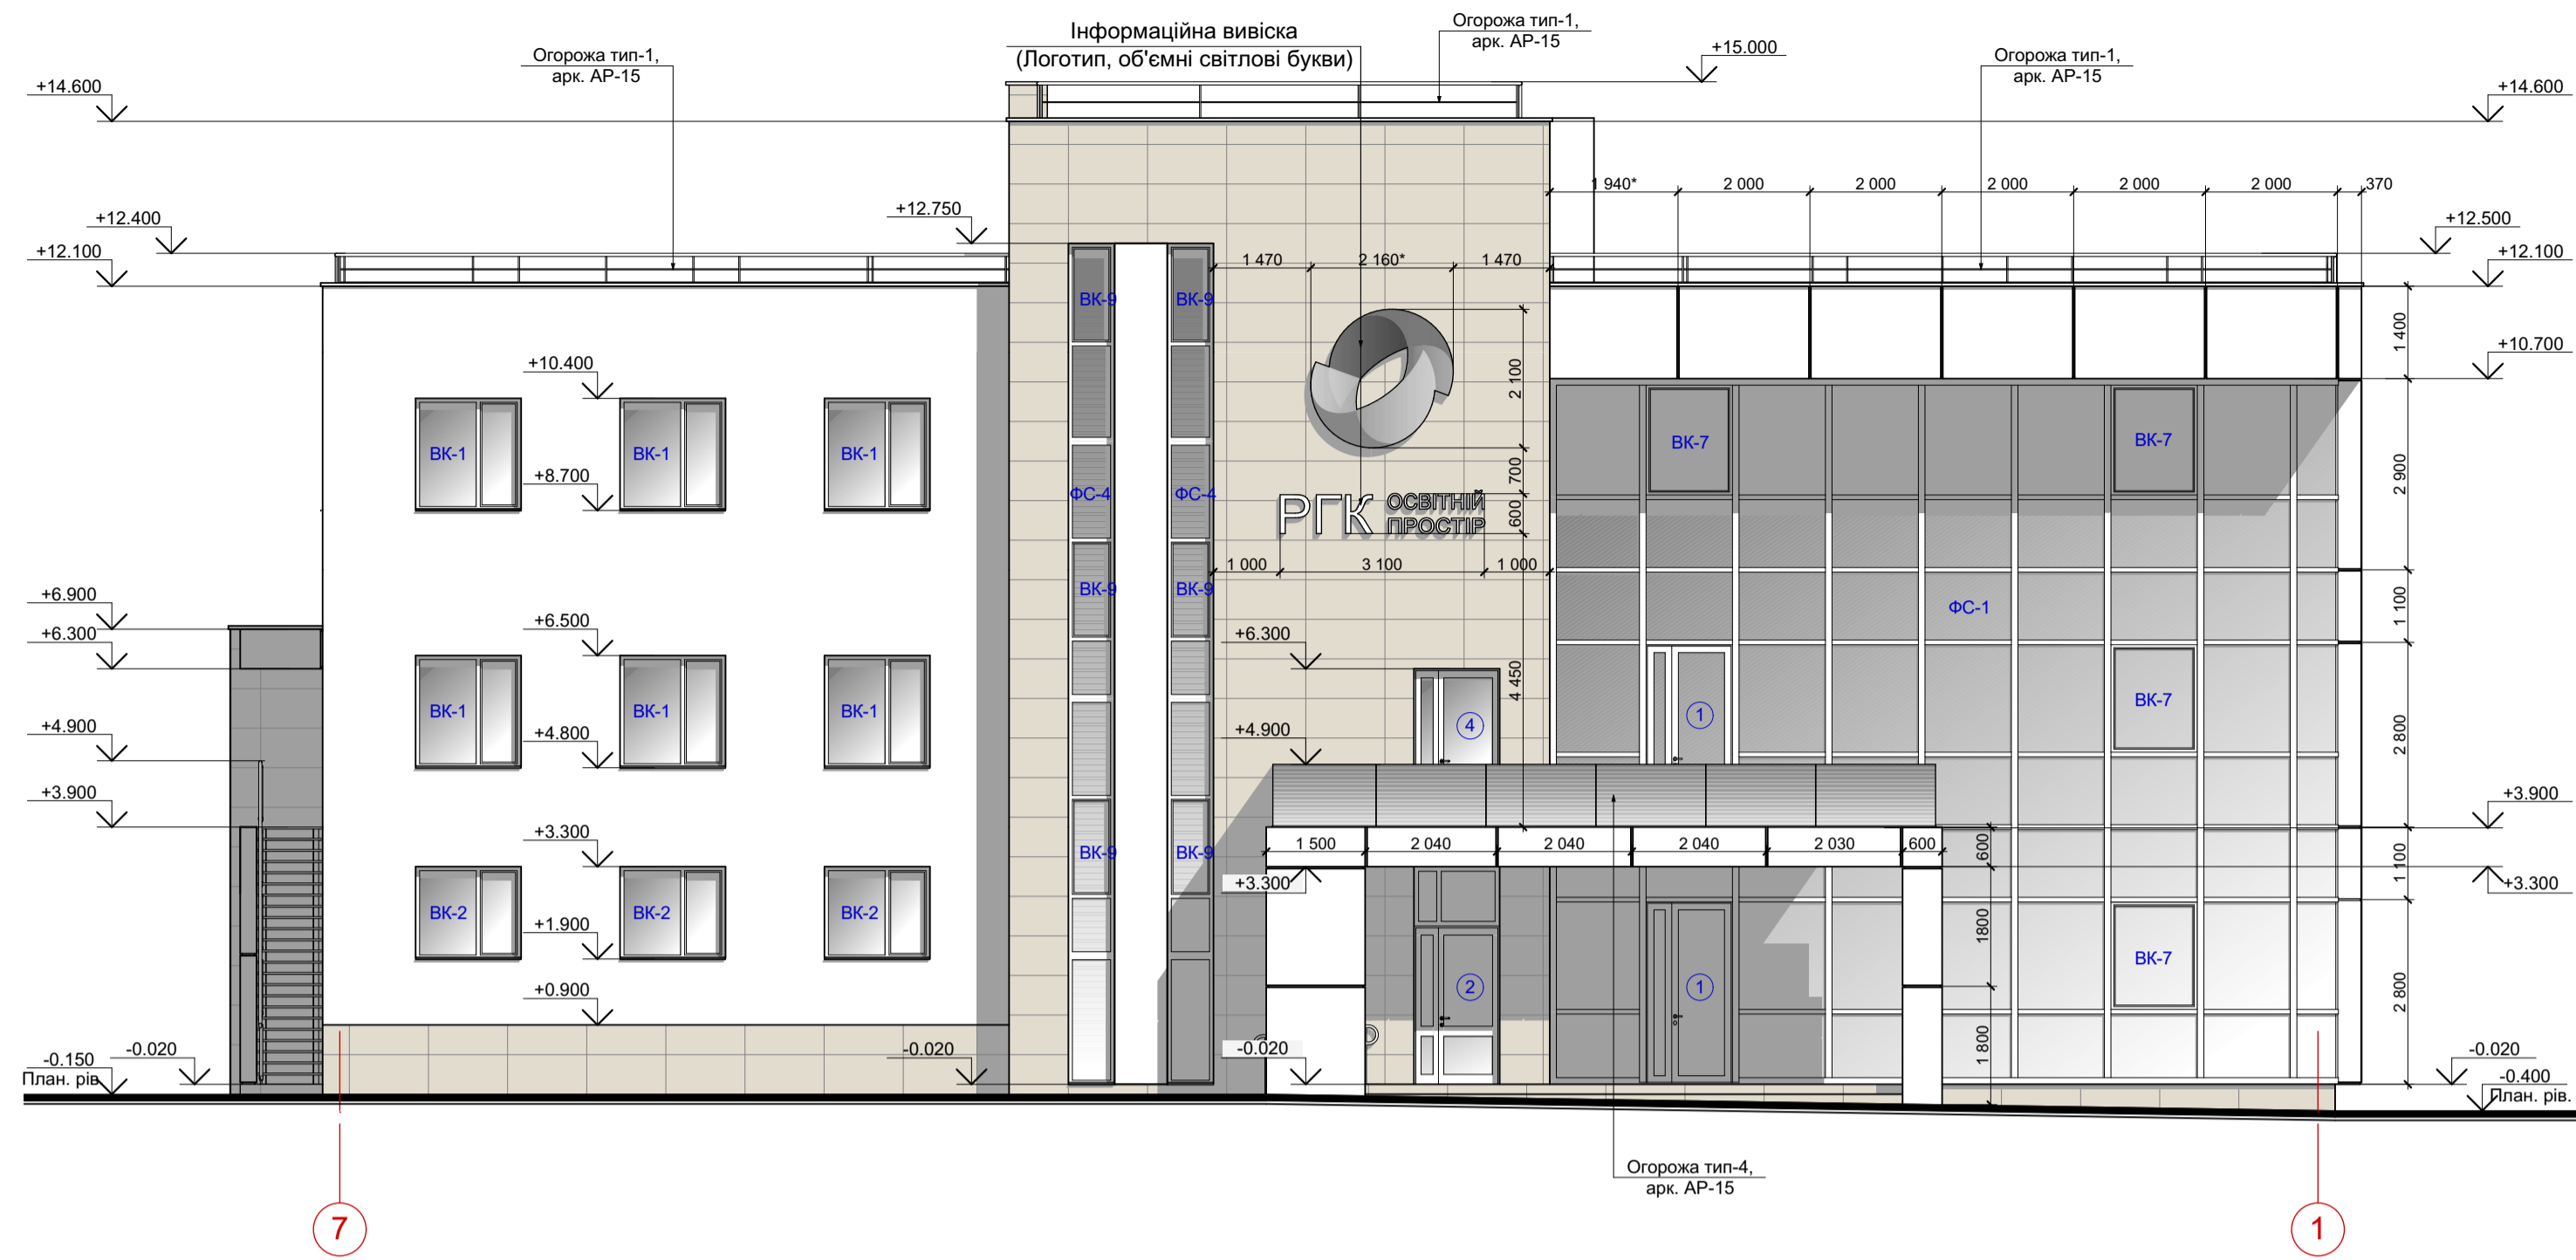 Інформаційна вивіска
(Логотип, об'ємні світлові букви)
Огорожа тип-1,
арк. АР-15
Огорожа тип-1,
арк. АР-15
Огорожа тип-1,
арк. АР-15
+15.000
+14.600
+14.600
1 940*
2 000
2 000
2 000
2 000
2 000
370
+12.400
+12.750
+12.500
+12.100
+12.100
1 470
2 160*
1 470
ВК-9
ВК-9
1 400
+10.700
+10.400
2 100
ВК-1
ВК-1
ВК-1
ВК-7
ВК-7
+8.700
700
2 900
ФС-4
ФС-4
РГК ОСВІТНІЙ
ПРОСТІР
600
1 000
3 100
1 000
ВК-9
ВК-9
+6.900
+6.500
ФС-1
1 100
+6.300
+6.300
4 450
ВК-1
ВК-1
ВК-1
4
1
ВК-7
+4.900
+4.800
+4.900
2 800
+3.900
+3.900
+3.300
1 500
2 040
2 040
2 040
2 030
600
600
ВК-9
ВК-9
1 100
+3.300
+3.300
ВК-2
ВК-2
ВК-2
+1.900
1800
ВК-7
+0.900
2
1
2 800
-0.150
-0.020
-0.020
-0.020
1 800
-0.020
План. рів.
-0.400
План. рів.
Огорожа тип-4,
арк. АР-15
7
1